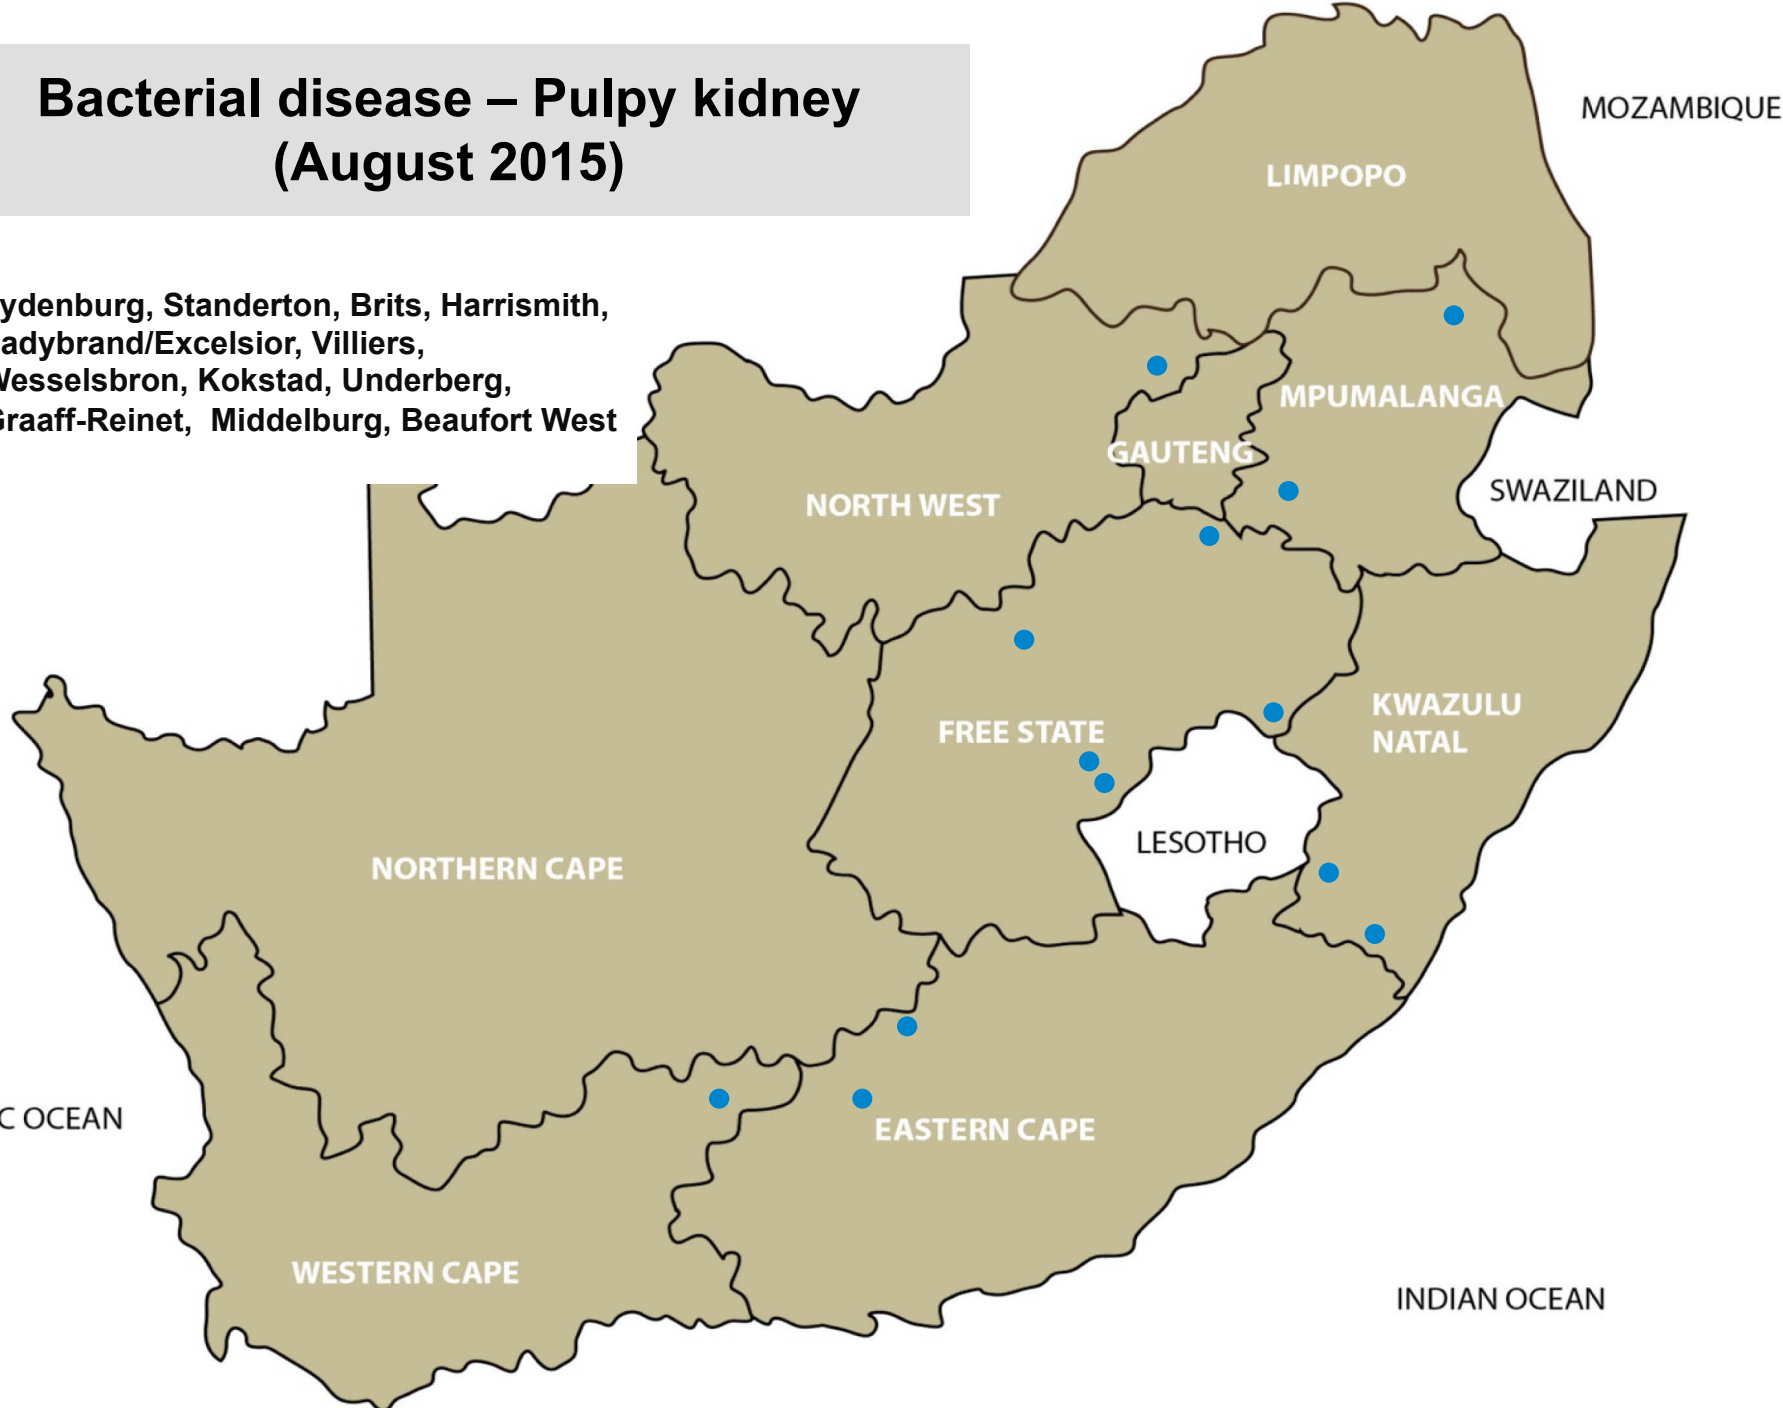 Bacterial disease – Pulpy kidney
(August 2015)
MOZAMBIQUE
LIMPOPO
ydenburg, Standerton, Brits, Harrismith,
adybrand/Excelsior, Villiers,
Wesselsbron, Kokstad, Underberg,
Graaff-Reinet, Middelburg, Beaufort West
MPUMALANGA
GAUTENG
NORTH WEST
SWAZILAND
KWAZULU
NATAL
FREE STATE
LESOTHO
NORTHERN CAPE
C OCEAN
EASTERN CAPE
WESTERN CAPE
INDIAN OCEAN